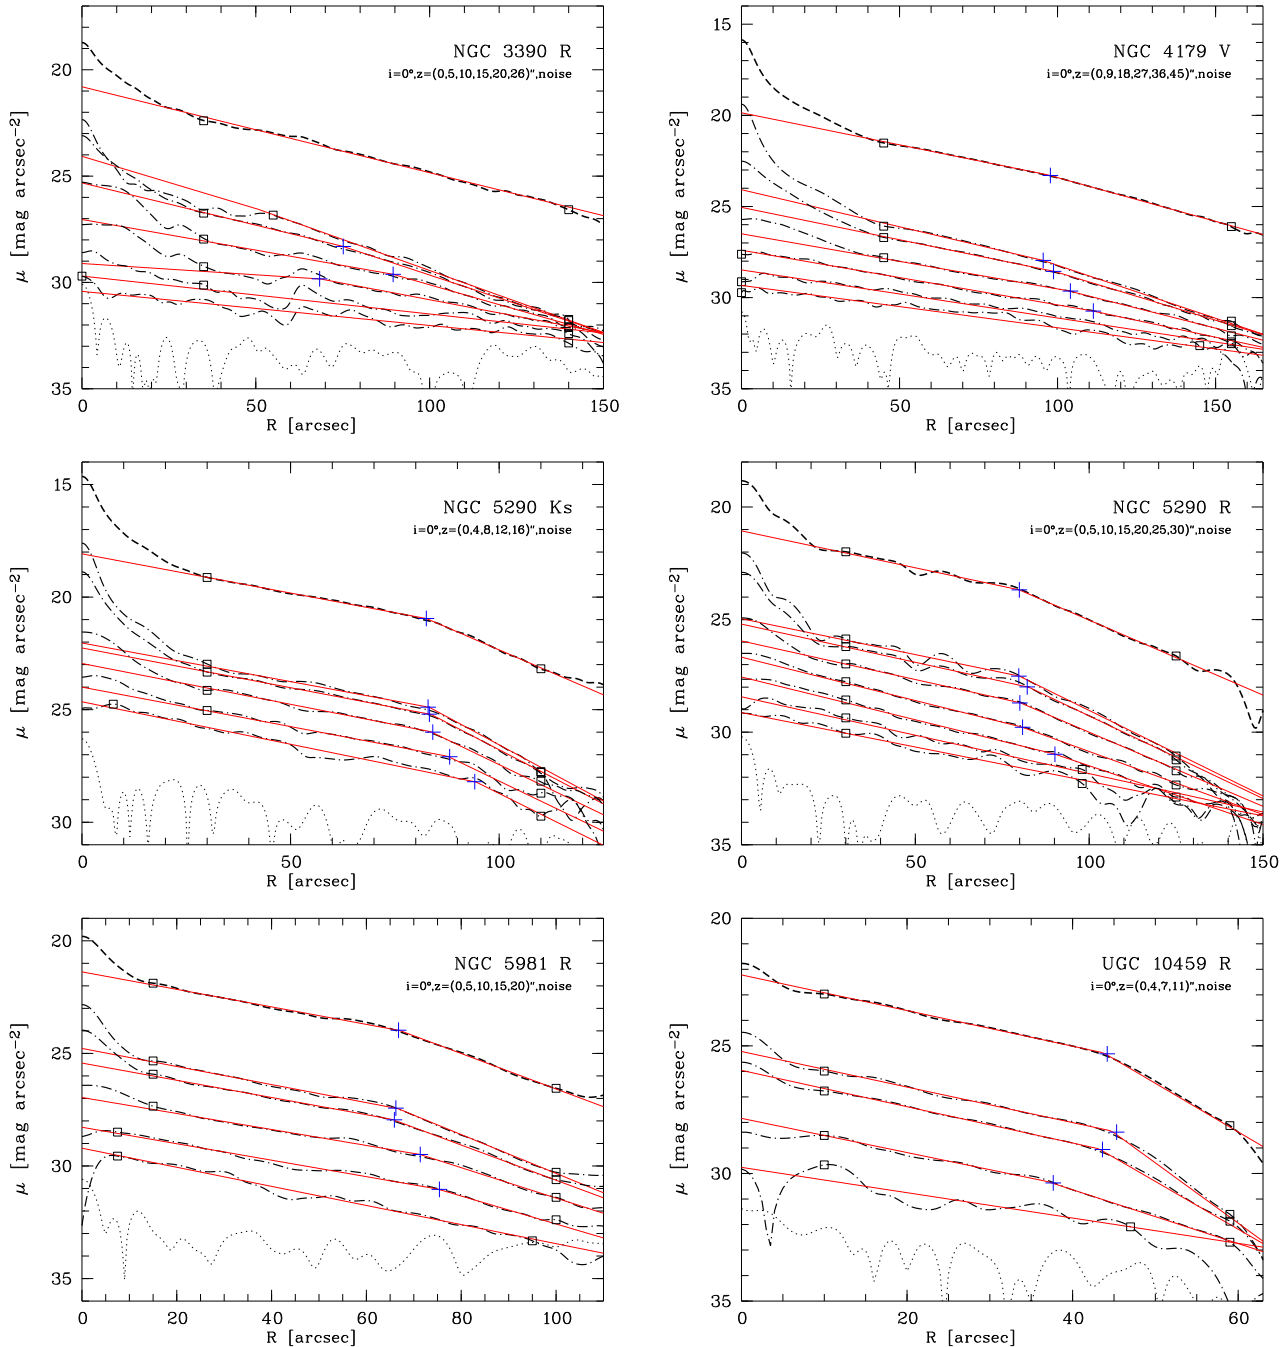 NGC 3390 R
i=0°,z=(0,5,10,15,20,26)",noise
20
25
30
35
μ [mag arcsec−2]
0 50 100 150
R [arcsec]
NGC 4179 V
i=0°,z=(0,9,18,27,36,45)",noise
15
20
25
30
35
μ [mag arcsec−2]
0 50 100 150
R [arcsec]
NGC 5290 Ks
i=0°,z=(0,4,8,12,16)",noise
15
20
25
30
μ [mag arcsec−2]
0 50 100
R [arcsec]
NGC 5290 R
i=0°,z=(0,5,10,15,20,25,30)",noise
20
25
30
35
μ [mag arcsec−2]
0 50 100 150
R [arcsec]
NGC 5981 R
i=0°,z=(0,5,10,15,20)",noise
20
25
30
35
μ [mag arcsec−2]
0 20 40 60 80 100
R [arcsec]
UGC 10459 R
i=0°,z=(0,4,7,11)",noise
20
25
30
35
μ [mag arcsec−2]
0 20 40 60
R [arcsec]